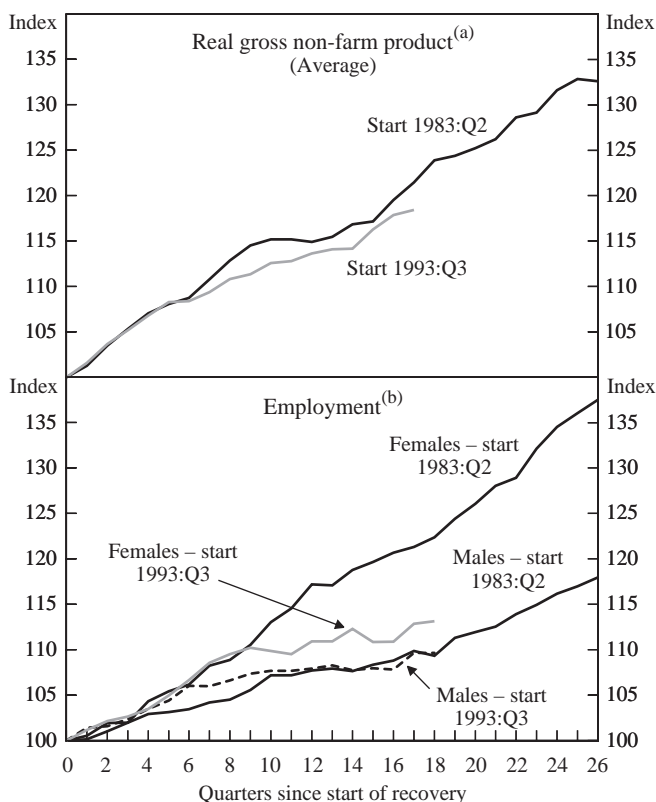 Index
Index
Real gross non-farm product(a)
(Average)
135
135
130
130
Start 1983:Q2
125
125
120
120
115
115
Start 1993:Q3
110
110
105
105
Index
Index
Employment(b)
135
135
Females – start
1983:Q2
130
130
125
125
Females – start
1993:Q3
Males – start
1983:Q2
120
120
115
115
110
110
105
105
Males – start
1993:Q3
100
100
0 2 4 6 8 10 12 14 16 18 20 22 24 26
Quarters since start of recovery